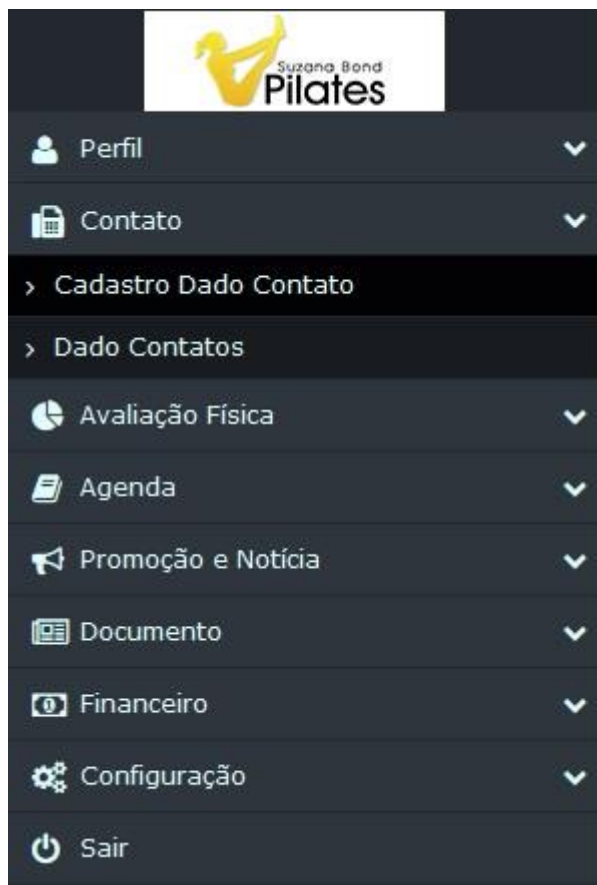 Suzana Bond
Pilates
Perfil
Contato
Cadastro Dado Contato
Dado Contatos
Avaliação Física
Agenda
Promoção e Notícia
Documento
Financeiro
Configuração
Sair